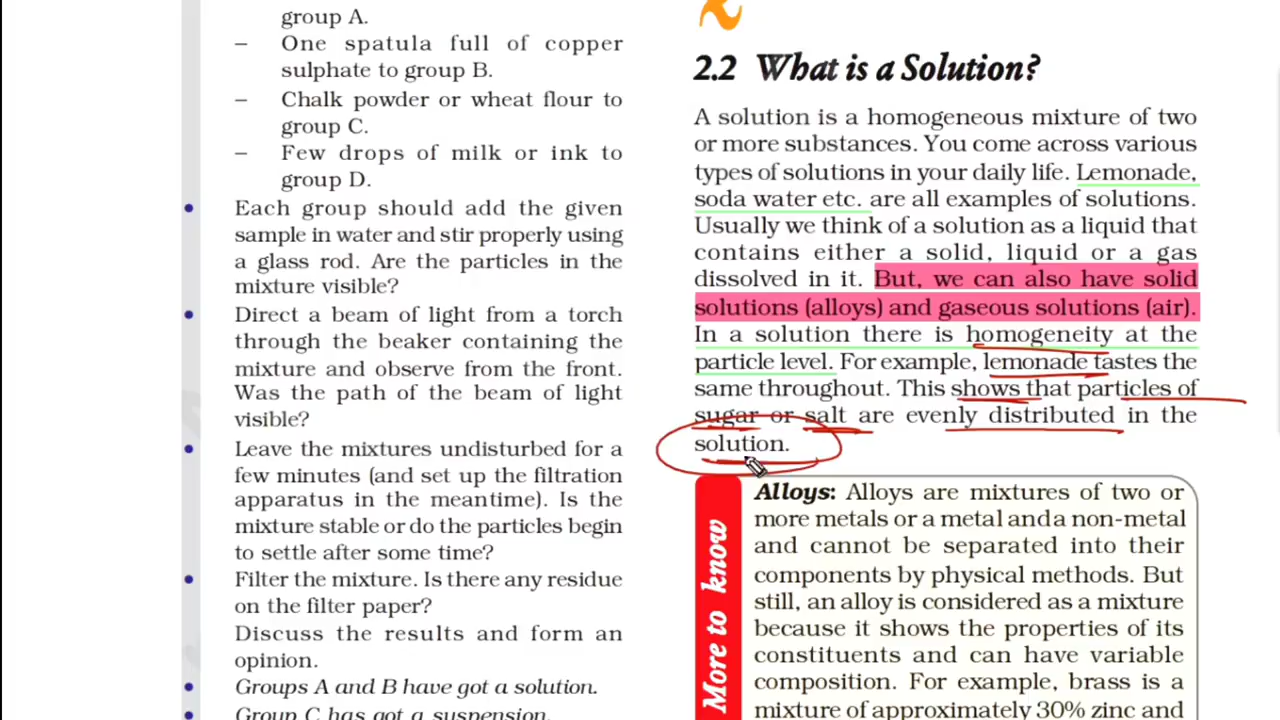 group A.
– One spatula full of copper
sulphate to group B.
– Chalk powder or wheat flour to
group C.
– Few drops of milk or ink to
group D.
• Each group should add the given
sample in water and stir properly using
a glass rod. Are the particles in the
mixture visible?
• Direct a beam of light from a torch
through the beaker containing the
mixture and observe from the front.
Was the path of the beam of light
visible?
• Leave the mixtures undisturbed for a
few minutes (and set up the filtration
apparatus in the meantime). Is the
mixture stable or do the particles begin
to settle after some time?
• Filter the mixture. Is there any residue
on the filter paper?
Discuss the results and form an
opinion.
• Groups A and B have got a solution.
• Group C has got a suspension.
2.2 What is a Solution?
A solution is a homogeneous mixture of two
or more substances. You come across various
types of solutions in your daily life. Lemonade,
soda water etc. are all examples of solutions.
Usually we think of a solution as a liquid that
contains either a solid, liquid or a gas
dissolved in it. But, we can also have solid
solutions (alloys) and gaseous solutions (air).
In a solution there is homogeneity at the
particle level. For example, lemonade tastes the
same throughout. This shows that particles of
sugar or salt are evenly distributed in the
solution.
More to know
Alloys: Alloys are mixtures of two or
more metals or a metal and a non-metal
and cannot be separated into their
components by physical methods. But
still, an alloy is considered as a mixture
because it shows the properties of its
constituents and can have variable
composition. For example, brass is a
mixture of approximately 30% zinc and